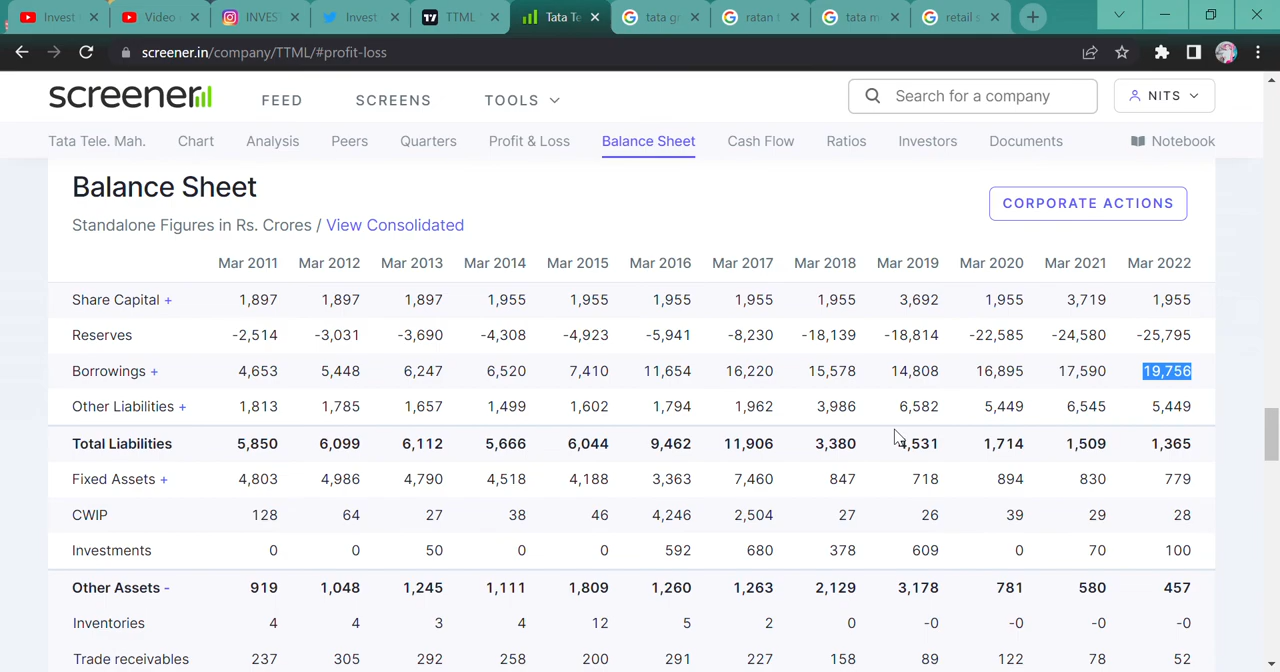 Invest
Video
INVES
Invest
TTML
Tata Te
tata gr
ratan t
tata m
retail s
screener.in/company/TTML/#profit-loss
screener FEED SCREENS TOOLS Search for a company NITS
Tata Tele. Mah. Chart Analysis Peers Quarters Profit & Loss Balance Sheet Cash Flow Ratios Investors Documents Notebook
Balance Sheet
CORPORATE ACTIONS
Standalone Figures in Rs. Crores / View Consolidated
Mar 2011 Mar 2012 Mar 2013 Mar 2014 Mar 2015 Mar 2016 Mar 2017 Mar 2018 Mar 2019 Mar 2020 Mar 2021 Mar 2022
Share Capital + 1,897 1,897 1,897 1,955 1,955 1,955 1,955 1,955 3,692 1,955 3,719 1,955
Reserves -2,514 -3,031 -3,690 -4,308 -4,923 -5,941 -8,230 -18,139 -18,814 -22,585 -24,580 -25,795
Borrowings + 4,653 5,448 6,247 6,520 7,410 11,654 16,220 15,578 14,808 16,895 17,590 19,756
Other Liabilities + 1,813 1,785 1,657 1,499 1,602 1,794 1,962 3,986 6,582 5,449 6,545 5,449
Total Liabilities 5,850 6,099 6,112 5,666 6,044 9,462 11,906 3,380 4,531 1,714 1,509 1,365
Fixed Assets + 4,803 4,986 4,790 4,518 4,188 3,363 7,460 847 718 894 830 779
CWIP 128 64 27 38 46 4,246 2,504 27 26 39 29 28
Investments 0 0 50 0 0 592 680 378 609 0 70 100
Other Assets - 919 1,048 1,245 1,111 1,809 1,260 1,263 2,129 3,178 781 580 457
Inventories 4 4 3 4 12 5 2 0 -0 -0 -0 -0
Trade receivables 237 305 292 258 200 291 227 158 89 122 78 52